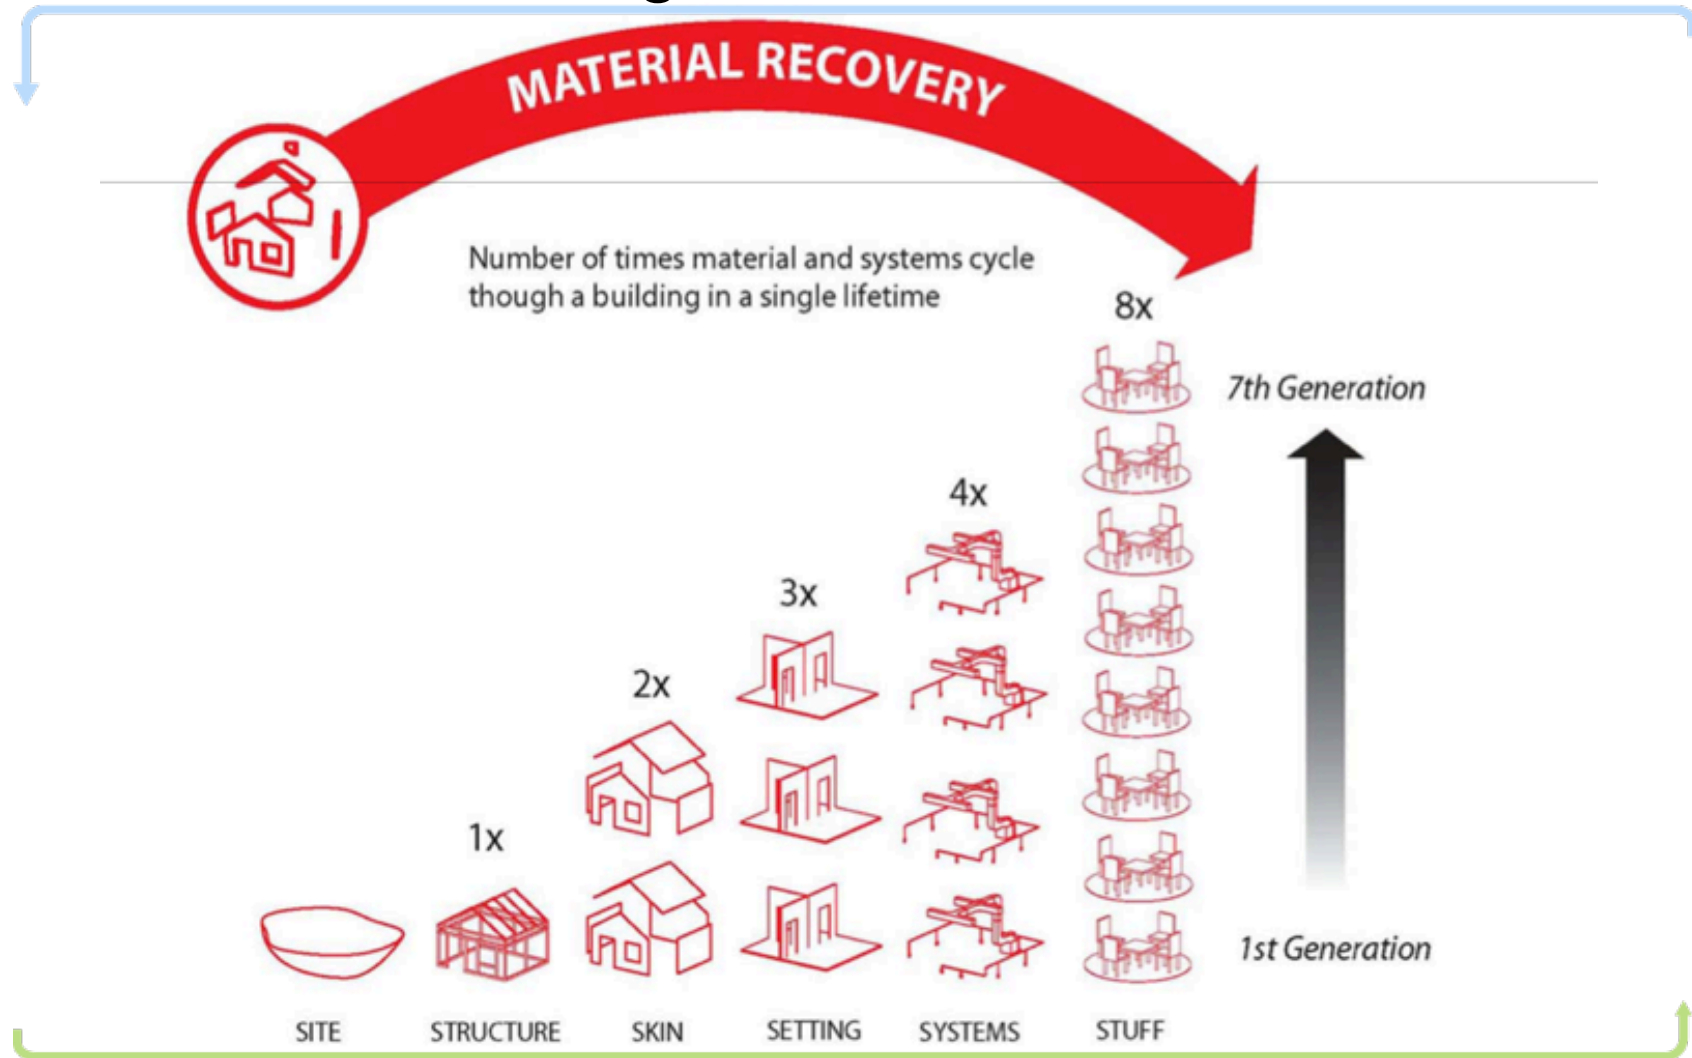 MATERIAL RECOVERY
Number of times material and systems cycle
though a building in a single lifetime
8x
7th Generation
4x
3x
2x
1x
1st Generation
SITE STRUCTURE SKIN SETTING SYSTEMS STUFF